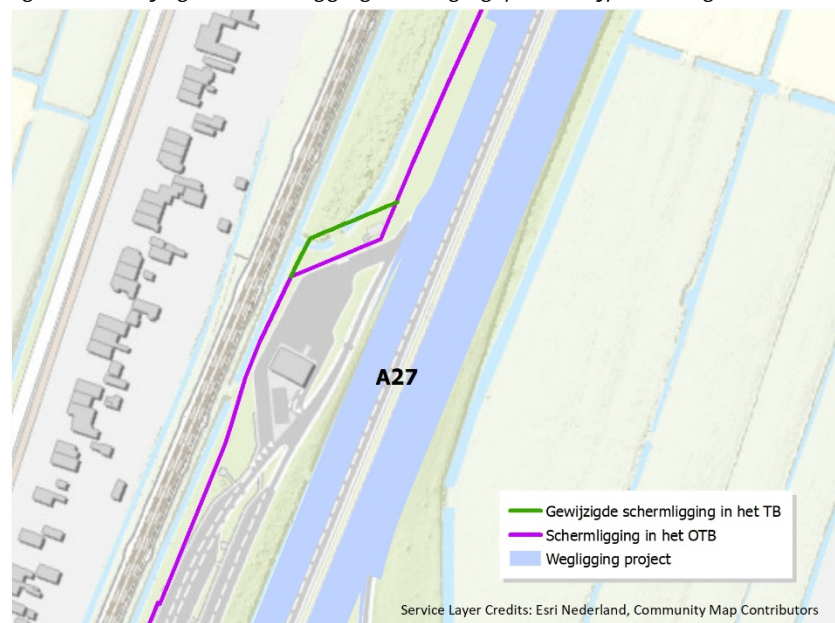 A27
Gewijzigde schermligging in het TB
Schermligging in het OTB
Wegligging project
Service Layer Credits: Esri Nederland, Community Map Contributors